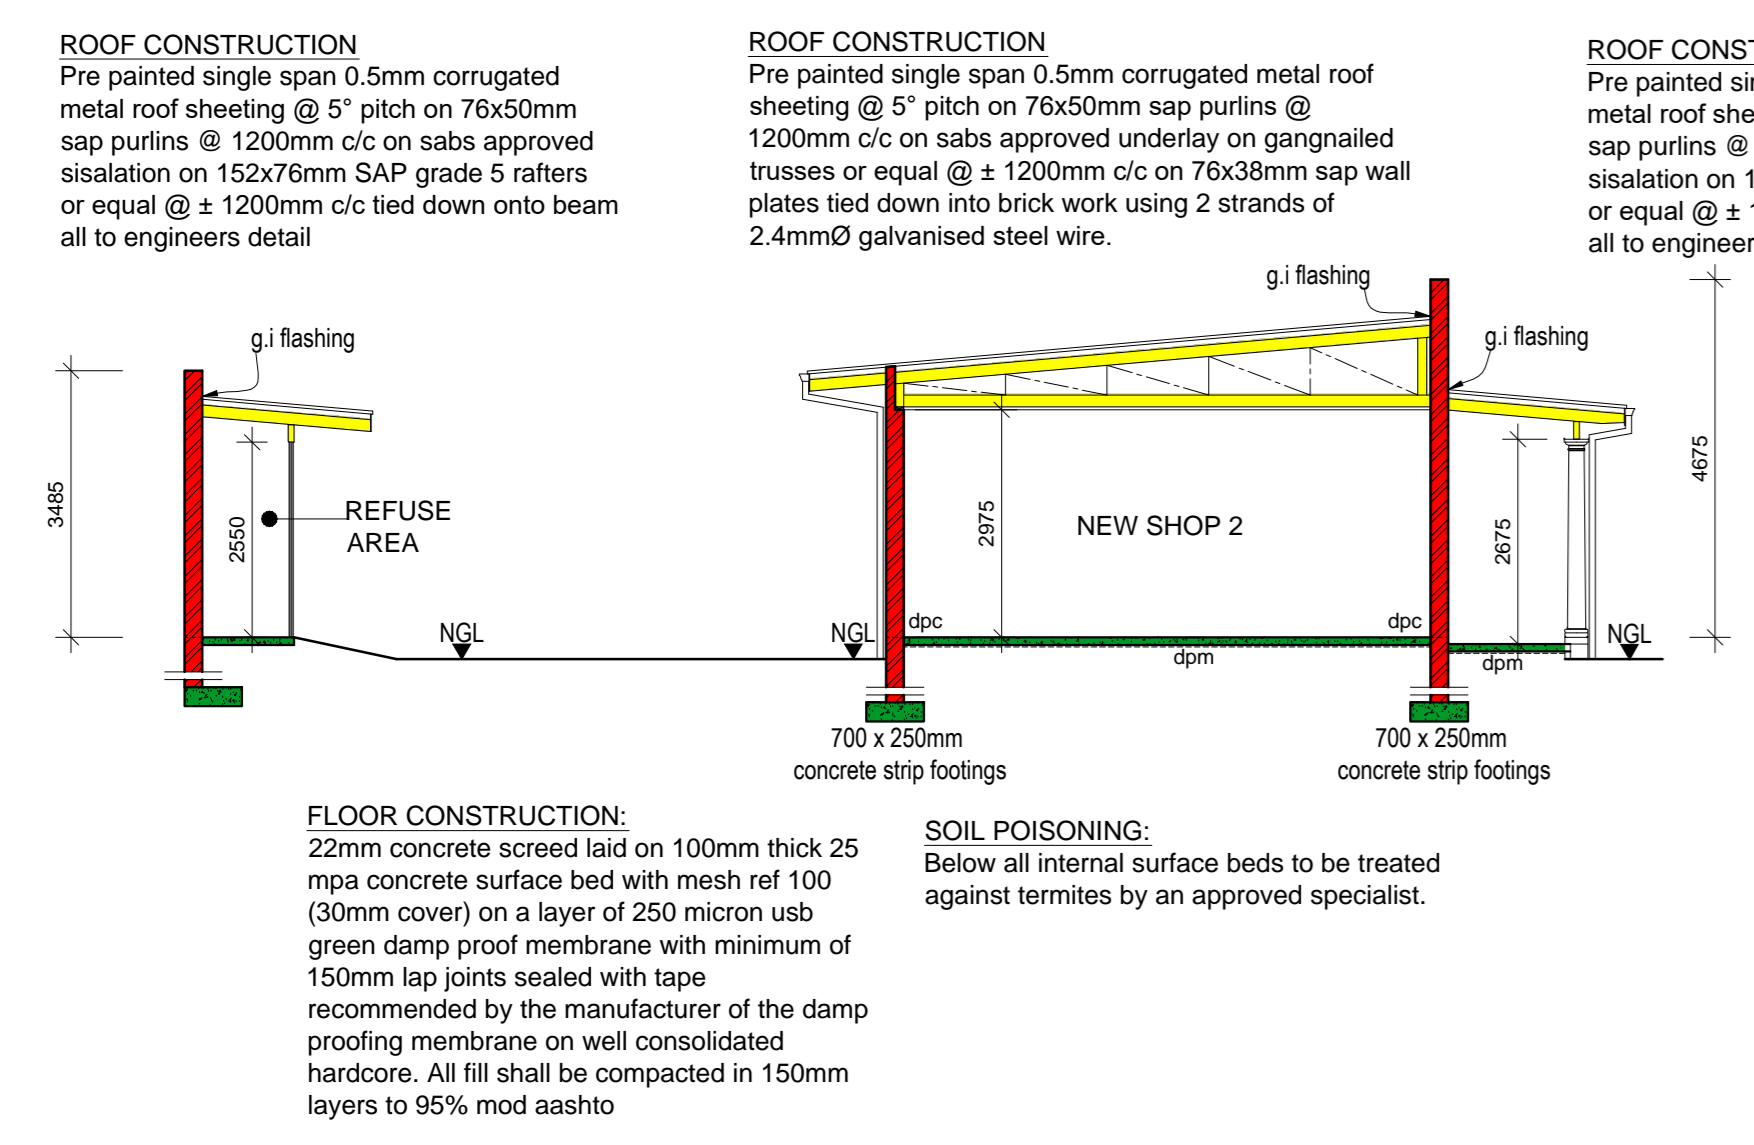 ROOF CONSTRUCTION
Pre painted single span 0.5mm corrugated
metal roof sheeting @ 5° pitch on 76x50mm
sap purlins @ 1200mm c/c on sabs approved
sisalation on 152x76mm SAP grade 5 rafters
or equal @ ± 1200mm c/c tied down onto beam
all to engineers detail
ROOF CONSTRUCTION
Pre painted single span 0.5mm corrugated metal roof
sheeting @ 5° pitch on 76x50mm sap purlins @
1200mm c/c on sabs approved underlay on gangnailed
trusses or equal @ ± 1200mm c/c on 76x38mm sap wall
plates tied down into brick work using 2 strands of
2.4mmØ galvanised steel wire.
ROOF CONST
Pre painted sin
metal roof shee
sap purlins @
sisalation on 1
or equal @ ± 1
all to engineer
g.i flashing
g.i flashing
g.i flashing
3485
2550
REFUSE
AREA
2975
NEW SHOP 2
2675
4675
NGL
NGL
dpc
dpc
NGL
dpm
dpm
700 x 250mm
concrete strip footings
700 x 250mm
concrete strip footings
FLOOR CONSTRUCTION:
22mm concrete screed laid on 100mm thick 25
mpa concrete surface bed with mesh ref 100
(30mm cover) on a layer of 250 micron usb
green damp proof membrane with minimum of
150mm lap joints sealed with tape
recommended by the manufacturer of the damp
proofing membrane on well consolidated
hardcore. All fill shall be compacted in 150mm
layers to 95% mod aashto
SOIL POISONING:
Below all internal surface beds to be treated
against termites by an approved specialist.